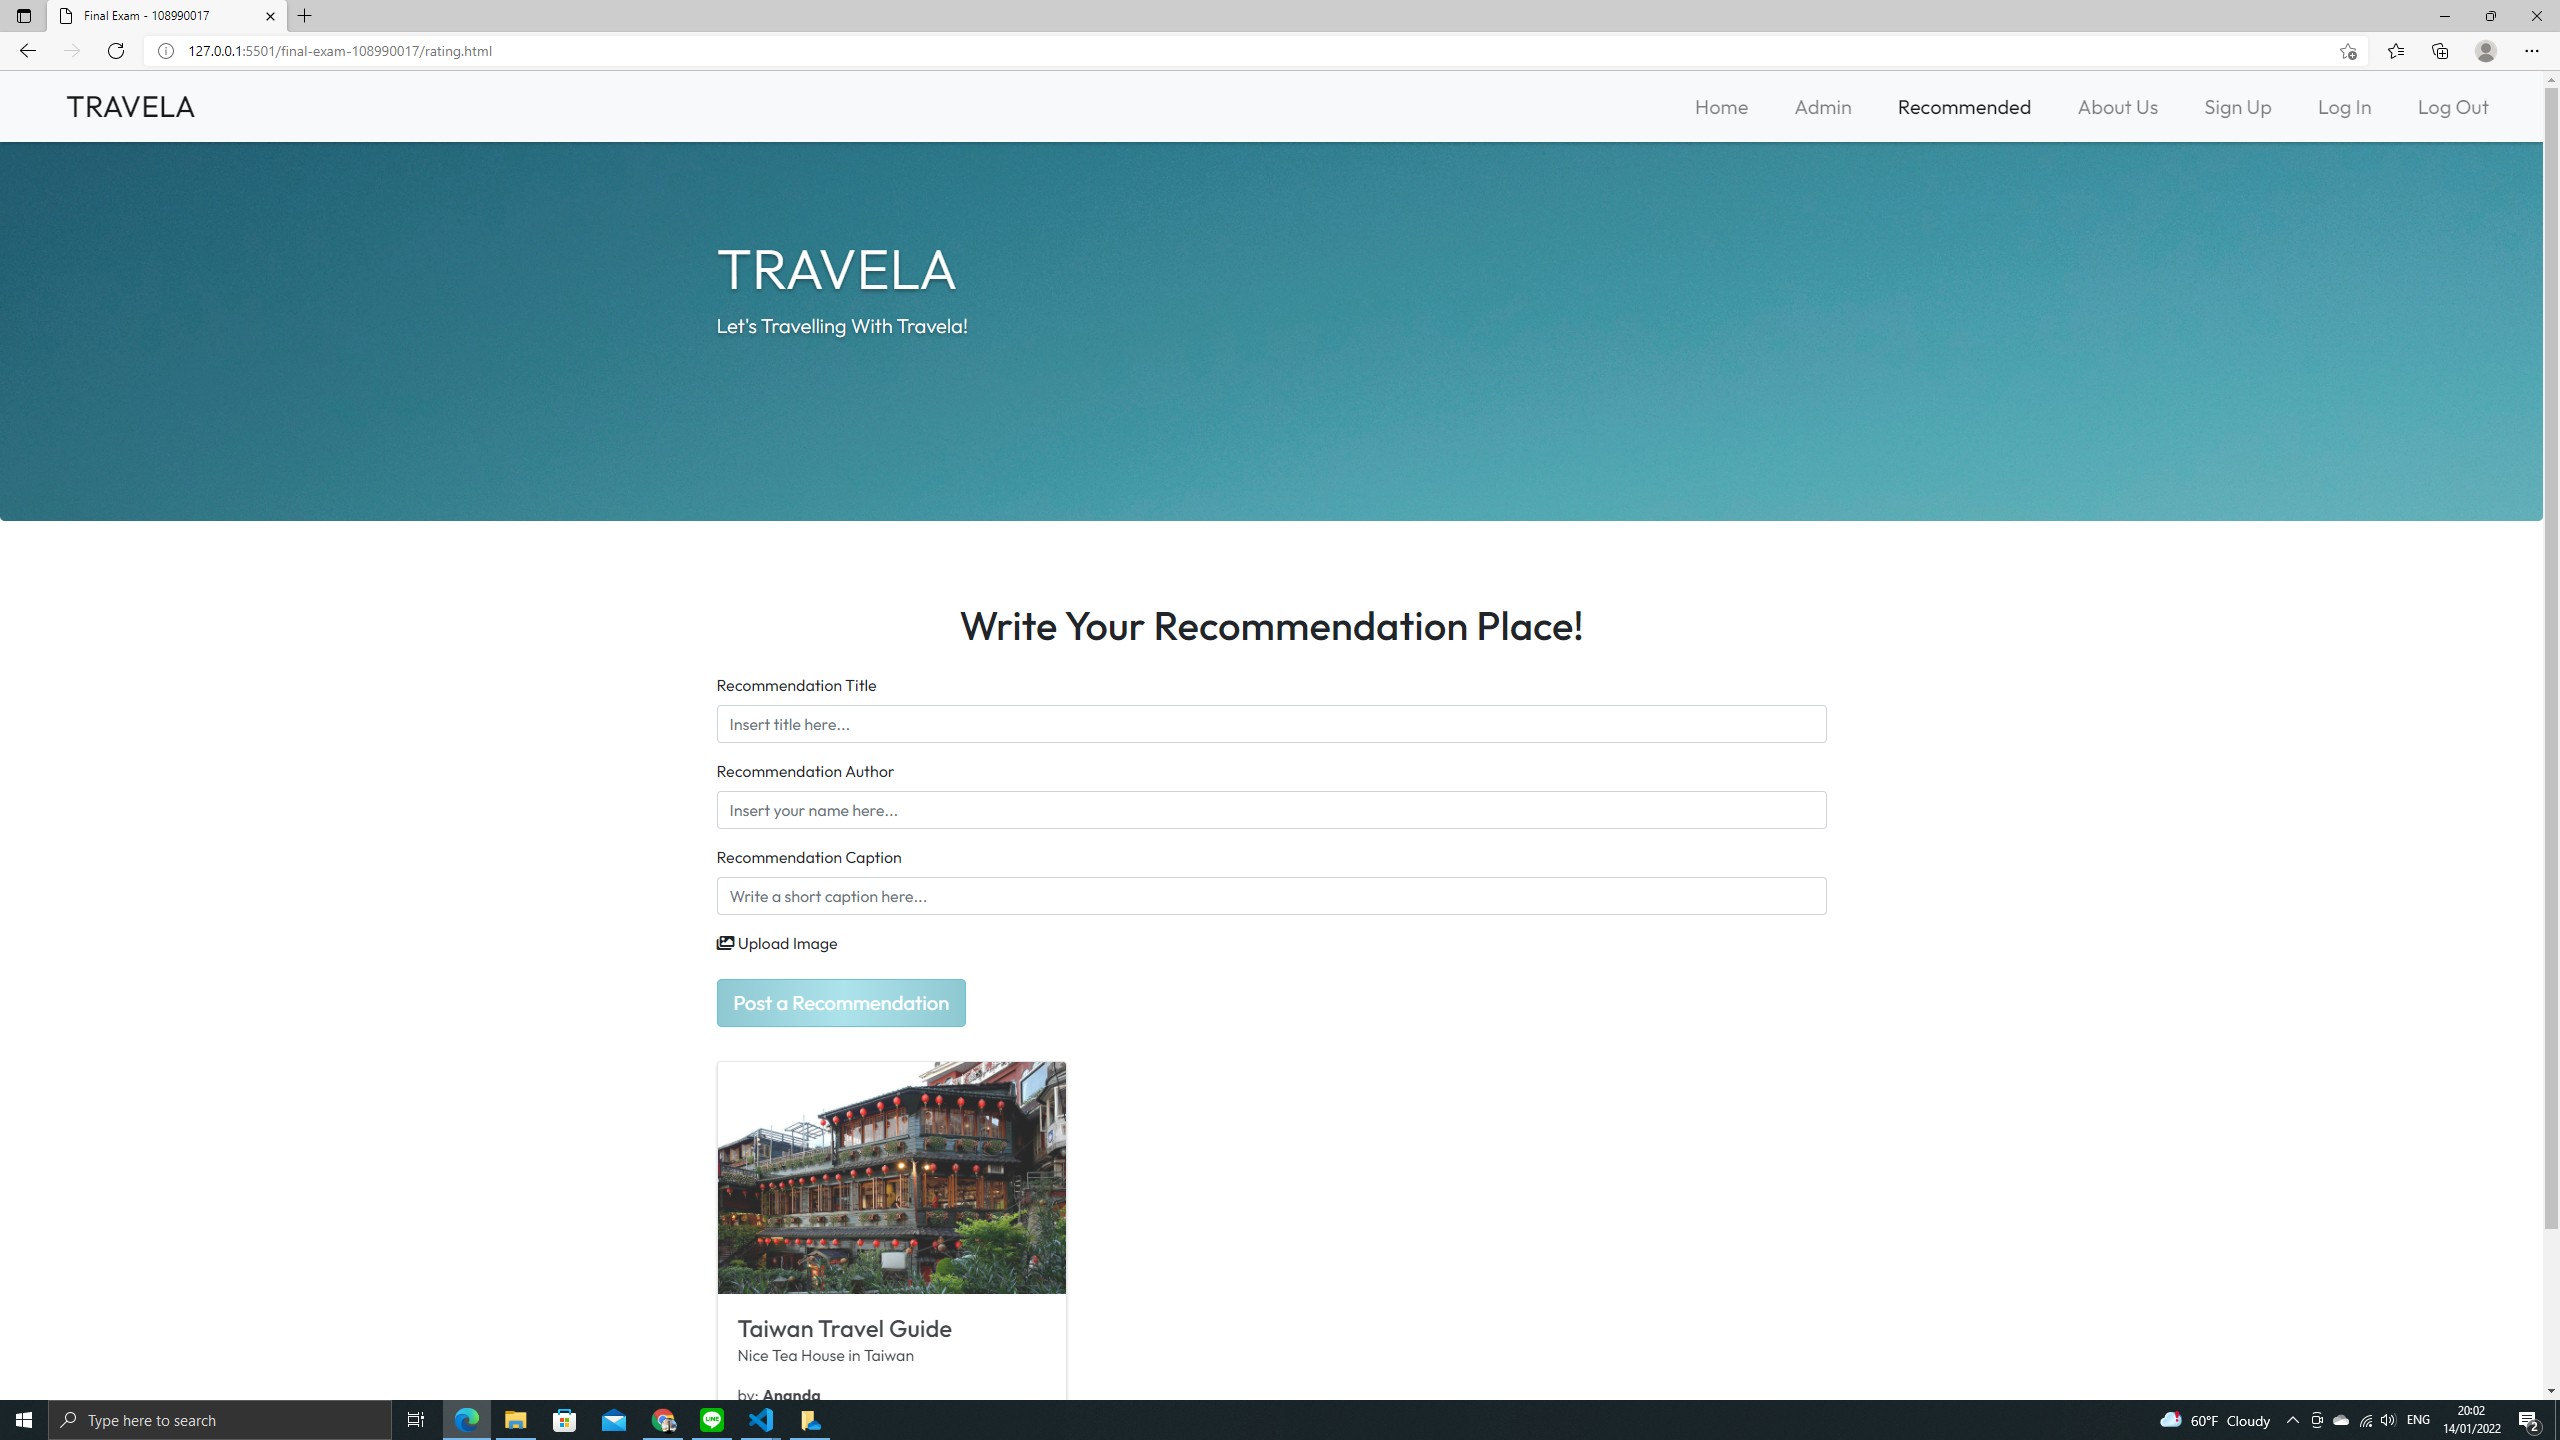 Final Exam - 108990017
127.0.0.1:5501/final-exam-108990017/rating.html
TRAVELA
Home Admin Recommended About Us Sign Up Log In Log Out
TRAVELA
Let's Travelling With Travela!
Write Your Recommendation Place!
Recommendation Title
Insert title here...
Recommendation Author
Insert your name here...
Recommendation Caption
Write a short caption here...
Upload Image
Post a Recommendation
Taiwan Travel Guide
Nice Tea House in Taiwan
by: Ananda
Type here to search
LINE
60°F Cloudy
ENG
20:02
14/01/2022
2